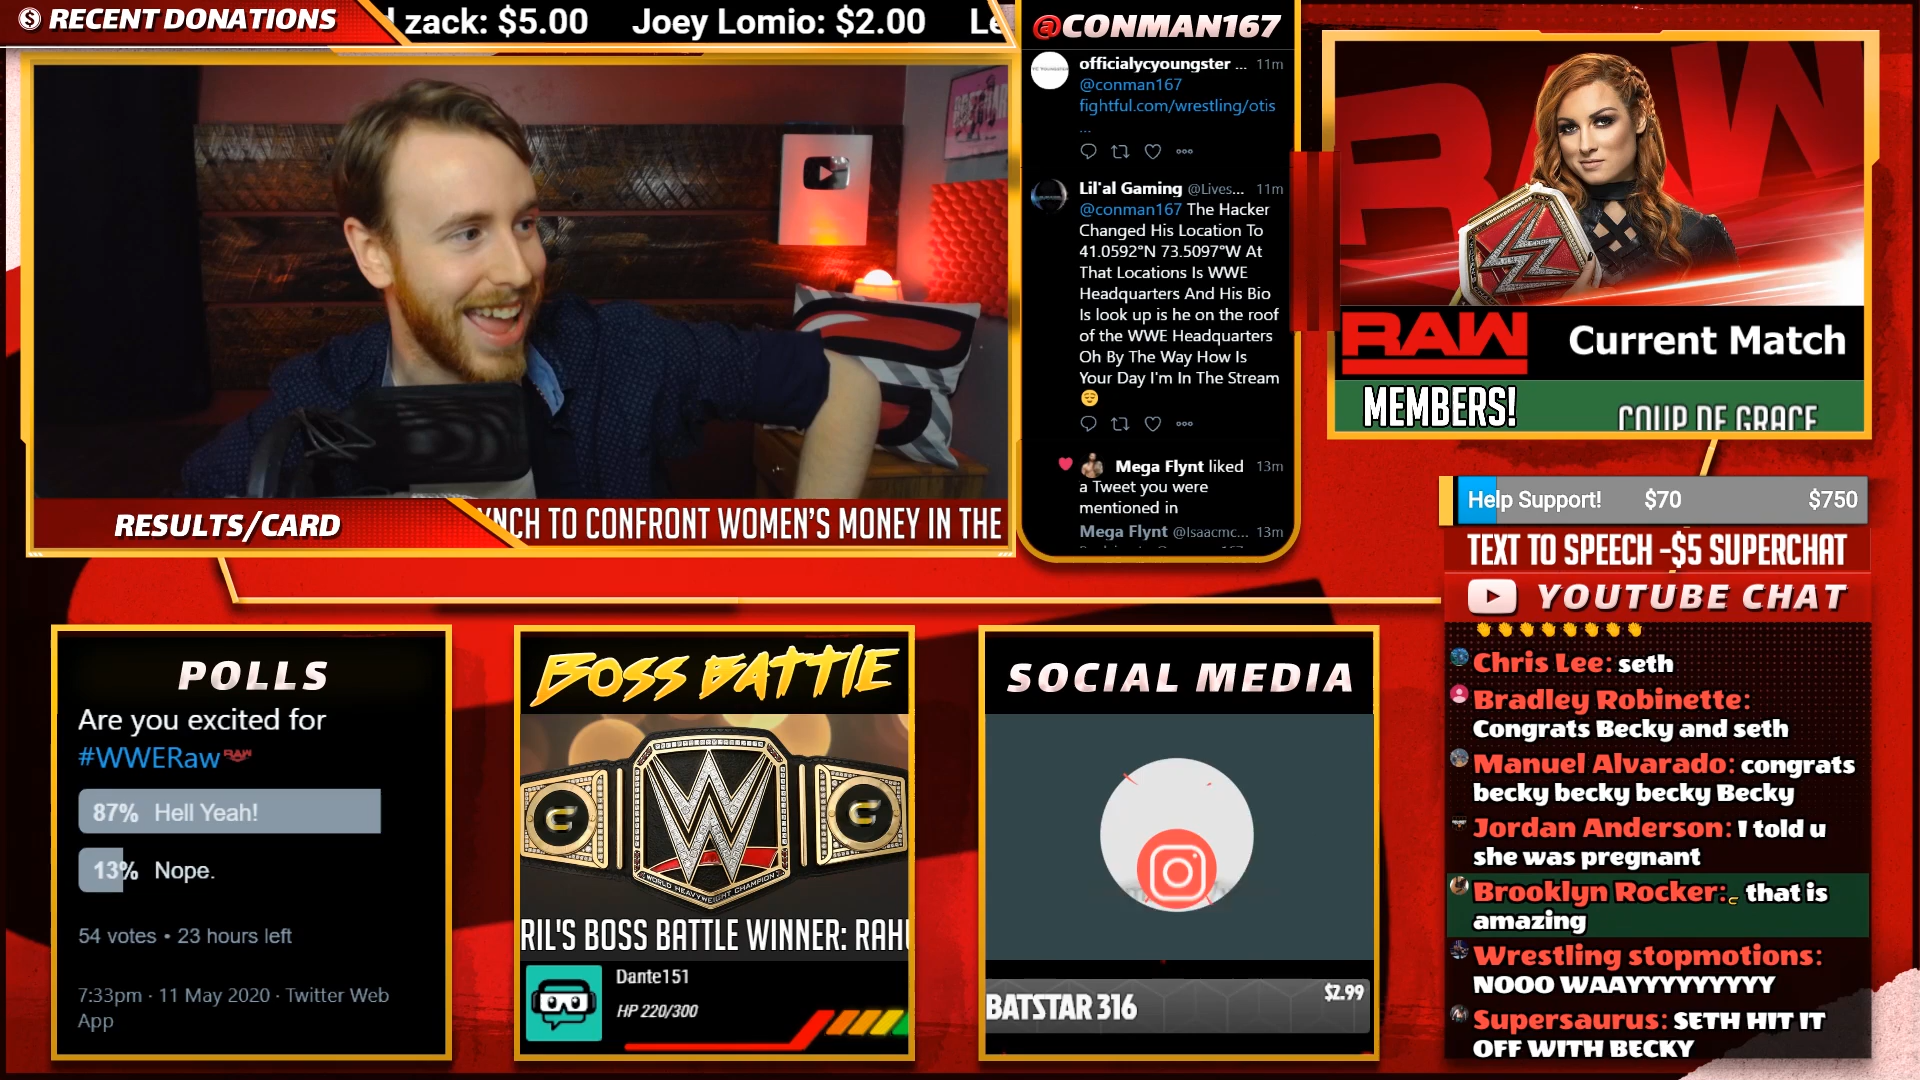 RECENT DONATIONS
zack: $5.00 Joey Lomio: $2.00
RESULTS/CARD
TO CONFRONT WOMEN'S MONEY IN THE
@CONMAN167
officialycyoungster ... 11m
@conman167
fightful.com/wrestling/otis
...
Lil'al Gaming @Lives... 11m
@conman167 The Hacker
Changed His Location To
41.0592°N 73.5097°W At
That Locations Is WWE
Headquarters And His Bio
Is look up is he on the roof
of the WWE Headquarters
Oh By The Way How Is
Your Day I'm In The Stream
😌
Mega Flynt liked 13m
a Tweet you were
mentioned in
Mega Flynt @Isaacmc... 13m
RAW
RAW Current Match
MEMBERS! COUP DE GRACE
Help Support! $70 $750
TEXT TO SPEECH -$5 SUPERCHAT
YOUTUBE CHAT
👏👏👏👏👏👏👏👏
Chris Lee: seth
Bradley Robinette:
Congrats Becky and seth
Manuel Alvarado: congrats
becky becky becky Becky
Jordan Anderson: I told u
she was pregnant
Brooklyn Rocker: that is
amazing
Wrestling stopmotions:
NOOO WAAYYYYYYYYYY
Supersaurus: SETH HIT IT
OFF WITH BECKY
POLLS
Are you excited for
#WWERaw
87% Hell Yeah!
13% Nope.
54 votes • 23 hours left
7:33pm · 11 May 2020 · Twitter Web
App
BOSS BATTLE
WORLD HEAVYWEIGHT CHAMPION
RIL'S BOSS BATTLE WINNER: RAH
Dante151
HP 220/300
SOCIAL MEDIA
BATSTAR 316 $2.99